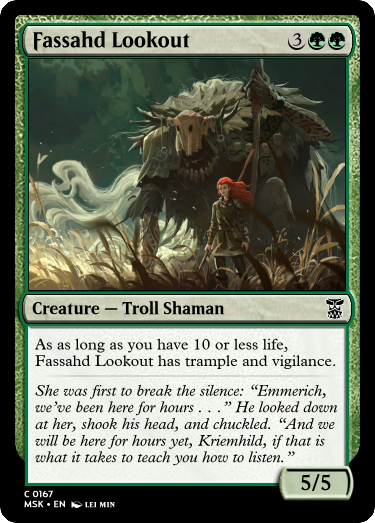 Fassahd Lookout 3
Creature — Troll Shaman
As as long as you have 10 or less life,
Fassahd Lookout has trample and vigilance.
She was first to break the silence: “Emmerich,
we’ve been here for hours . . .” He looked down
at her, shook his head, and chuckled. “And we
will be here for hours yet, Kriemhild, if that is
what it takes to teach you how to listen.”
5/5
C 0167
MSK • EN LEI MIN